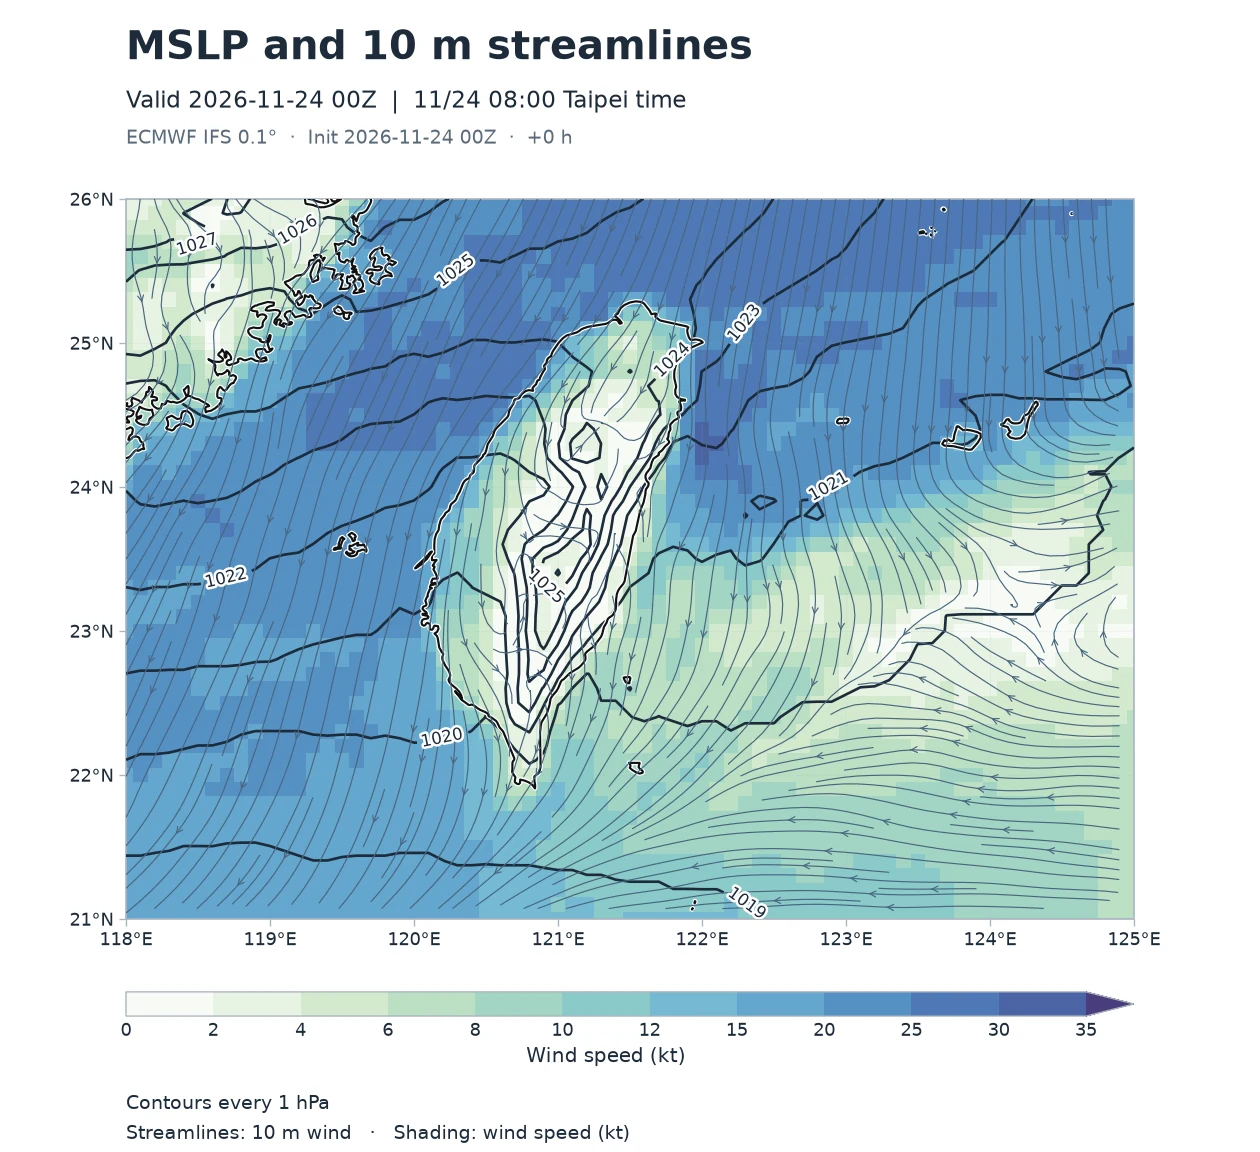 MSLP and 10 m streamlines
Valid 2026-11-24 00Z | 11/24 08:00 Taipei time
ECMWF IFS 0.1° · Init 2026-11-24 00Z · +0 h
26°N
1026
1027
1025
1023
25°N
1024
24°N
1021
1022
1025
23°N
1020
22°N
1019
21°N
118°E 119°E 120°E 121°E 122°E 123°E 124°E 125°E
0 2 4 6 8 10 12 15 20 25 30 35
Wind speed (kt)
Contours every 1 hPa
Streamlines: 10 m wind · Shading: wind speed (kt)